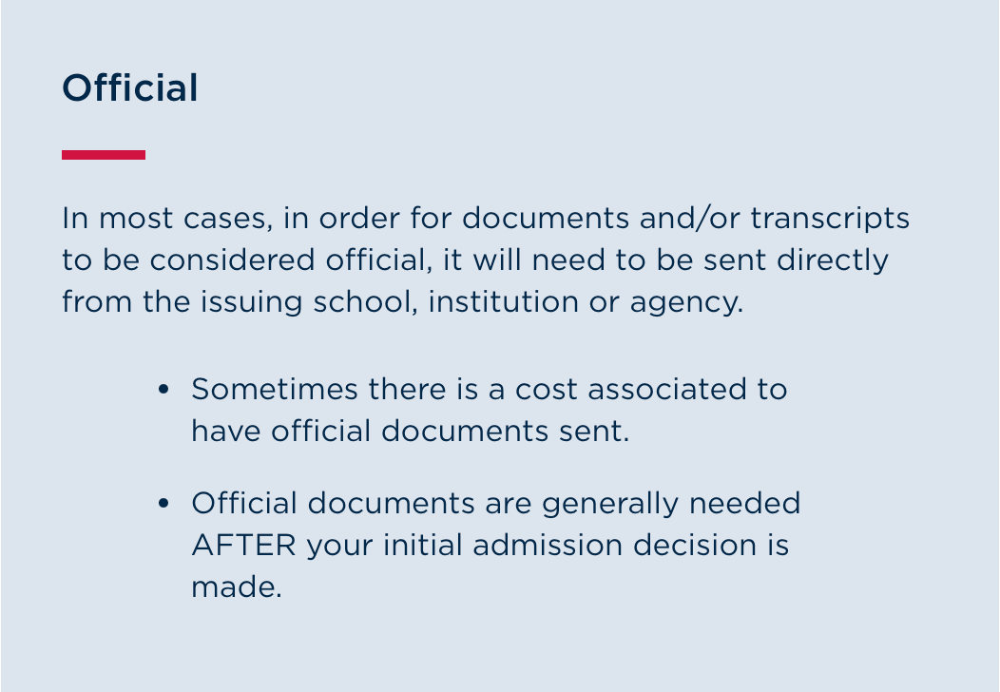 Official
In most cases, in order for documents and/or transcripts
to be considered official, it will need to be sent directly
from the issuing school, institution or agency.
• Sometimes there is a cost associated to
have official documents sent.
• Official documents are generally needed
AFTER your initial admission decision is
made.